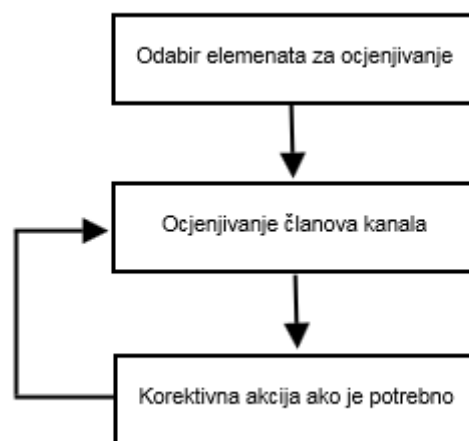 Odabir elemenata za ocjenjivanje
Ocjenjivanje članova kanala
Korektivna akcija ako je potrebno